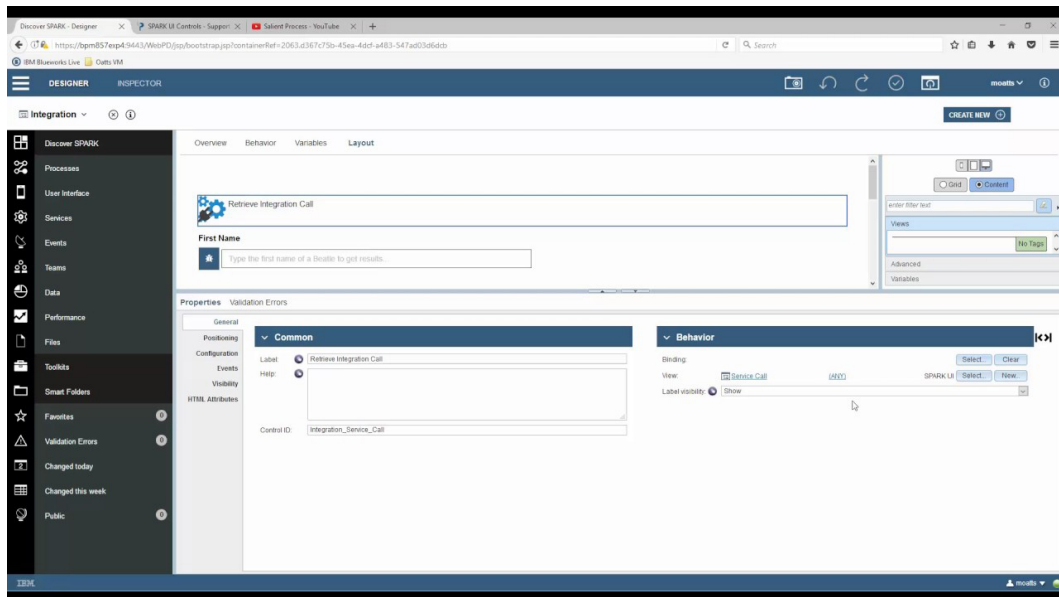 Discover SPARK - Designer
SPARK UI Controls - Support
Salient Process - YouTube
https://bpm857exp4:9443/WebPD/jsp/bootstrap.jsp?containerRef=2063.d367c75b-45ea-4dcf-a483-547ad03d6dcb
Search
IBM Blueworks Live
Oatts VM
DESIGNER
INSPECTOR
moatts
Integration
CREATE NEW
Discover SPARK
Processes
User Interface
Services
Events
Teams
Data
Performance
Files
Toolkits
Smart Folders
Favorites 0
Validation Errors 0
Changed today
Changed this week
Public 0
Overview Behavior Variables Layout
Retrieve Integration Call
First Name
Type the first name of a Beatle to get results...
Grid Content
enter filter text
Views
No Tags
Advanced
Variables
Properties Validation Errors
General
Positioning
Configuration
Events
Visibility
HTML Attributes
Common
Label: Retrieve Integration Call
Help:
Control ID: Integration_Service_Call
Behavior
Binding: Select... Clear
View: Service Call (ANY) SPARK UI Select... New...
Label visibility: Show
IBM.
moatts